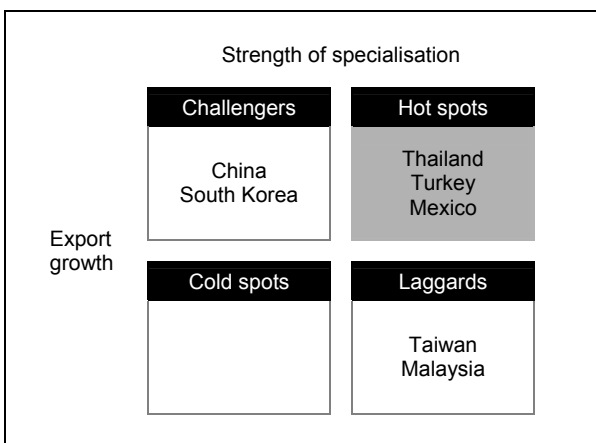 Strength of specialisation
Challengers
China
South Korea
Hot spots
Thailand
Turkey
Mexico
Export
growth
Cold spots
Laggards
Taiwan
Malaysia